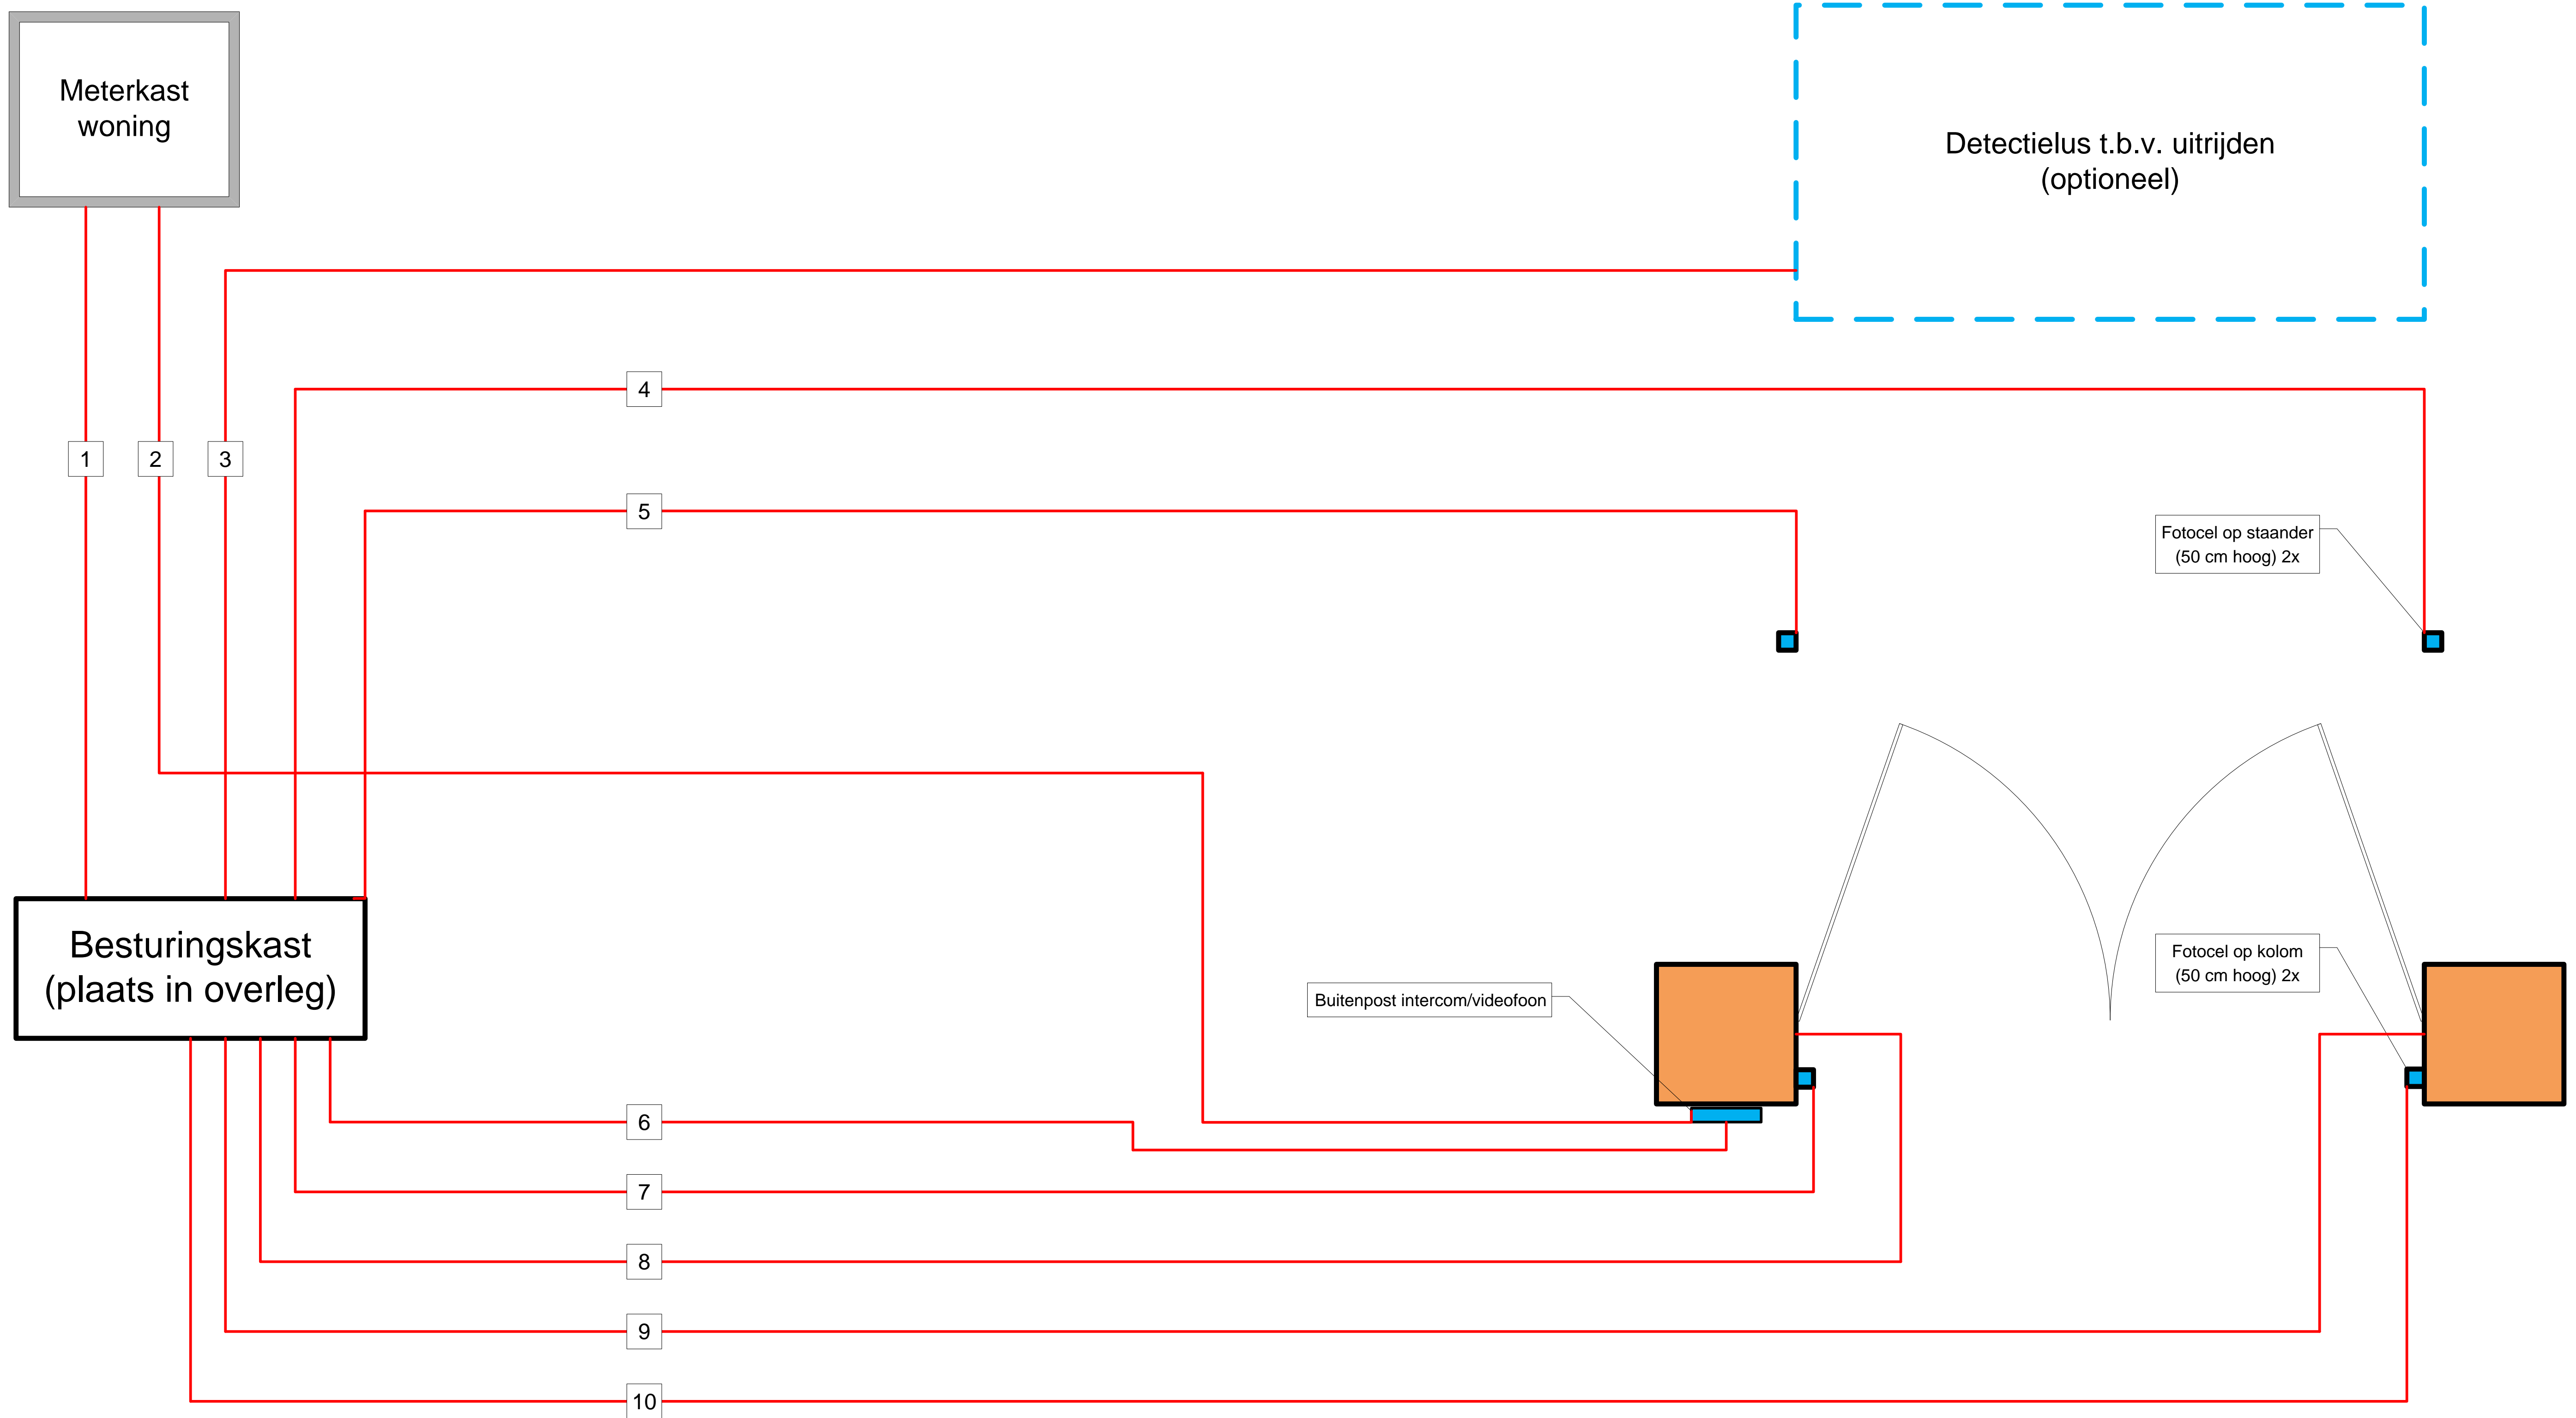 Meterkast
woning
Detectielus t.b.v. uitrijden
(optioneel)
4
1
2
3
5
Fotocel op staander
(50 cm hoog) 2x
Besturingskast
(plaats in overleg)
Buitenpost intercom/videofoon
Fotocel op kolom
(50 cm hoog) 2x
6
7
8
9
10